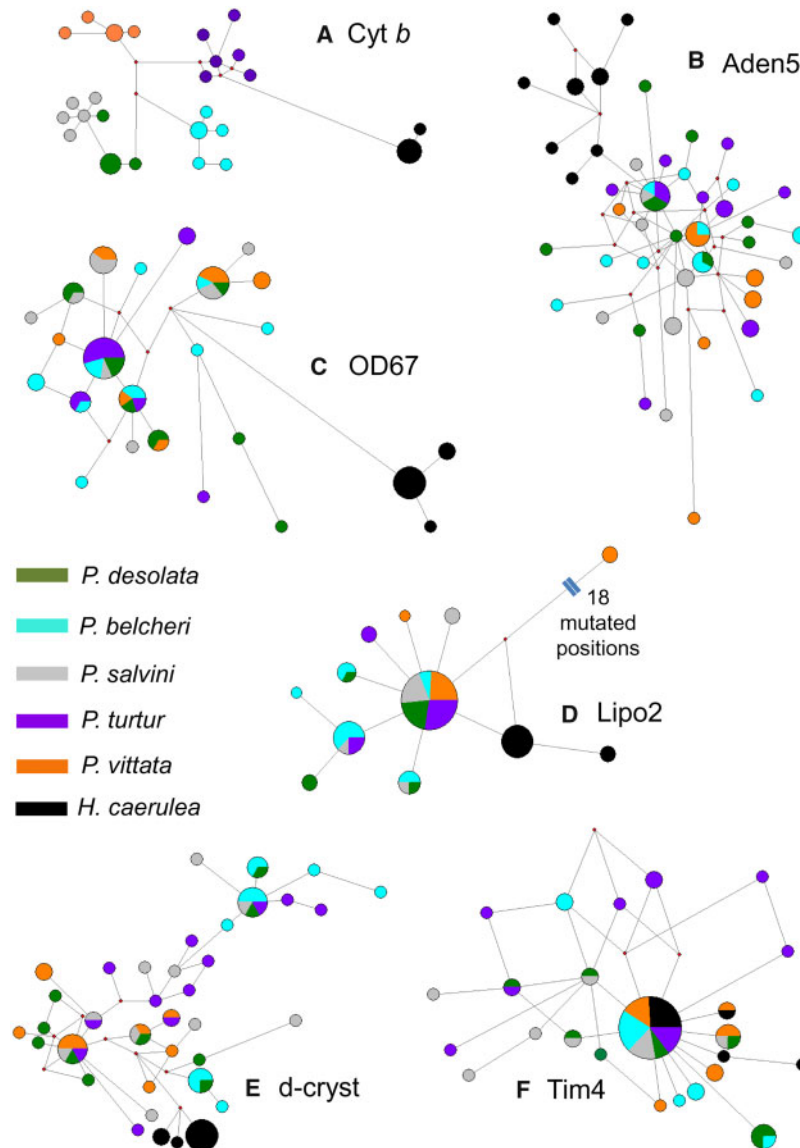 A Cyt b
B Aden5
C OD67
P. desolata
P. belcheri
P. salvini
P. turtur
P. vittata
H. caerulea
18
mutated
positions
D Lipo2
E d-cryst
F Tim4